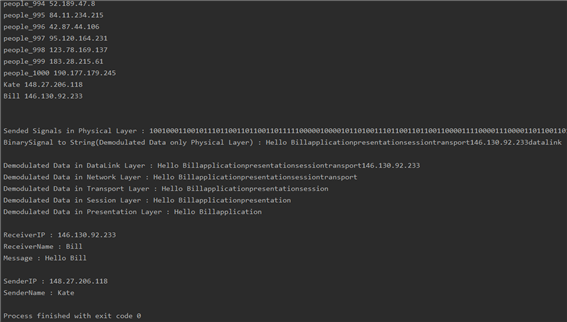 people_994 52.189.47.8
people_995 84.11.234.215
people_996 42.87.44.106
people_997 95.120.164.231
people_998 123.78.169.137
people_999 183.28.215.61
people_1000 190.177.179.245
Kate 148.27.206.118
Bill 146.130.92.233
Sended Signals in Physical Layer : 1001000110010111011001101100110111110000010000101101001110110011011001100001111000011100001101100110
BinarySignal to String(Demodulated Data only Physical Layer) : Hello Billapplicationpresentationsessiontransport146.130.92.233datalink
Demodulated Data in DataLink Layer : Hello Billapplicationpresentationsessiontransport146.130.92.233
Demodulated Data in Network Layer : Hello Billapplicationpresentationsessiontransport
Demodulated Data in Transport Layer : Hello Billapplicationpresentationsession
Demodulated Data in Session Layer : Hello Billapplicationpresentation
Demodulated Data in Presentation Layer : Hello Billapplication
ReceiverIP : 146.130.92.233
ReceiverName : Bill
Message : Hello Bill
SenderIP : 148.27.206.118
SenderName : Kate
Process finished with exit code 0